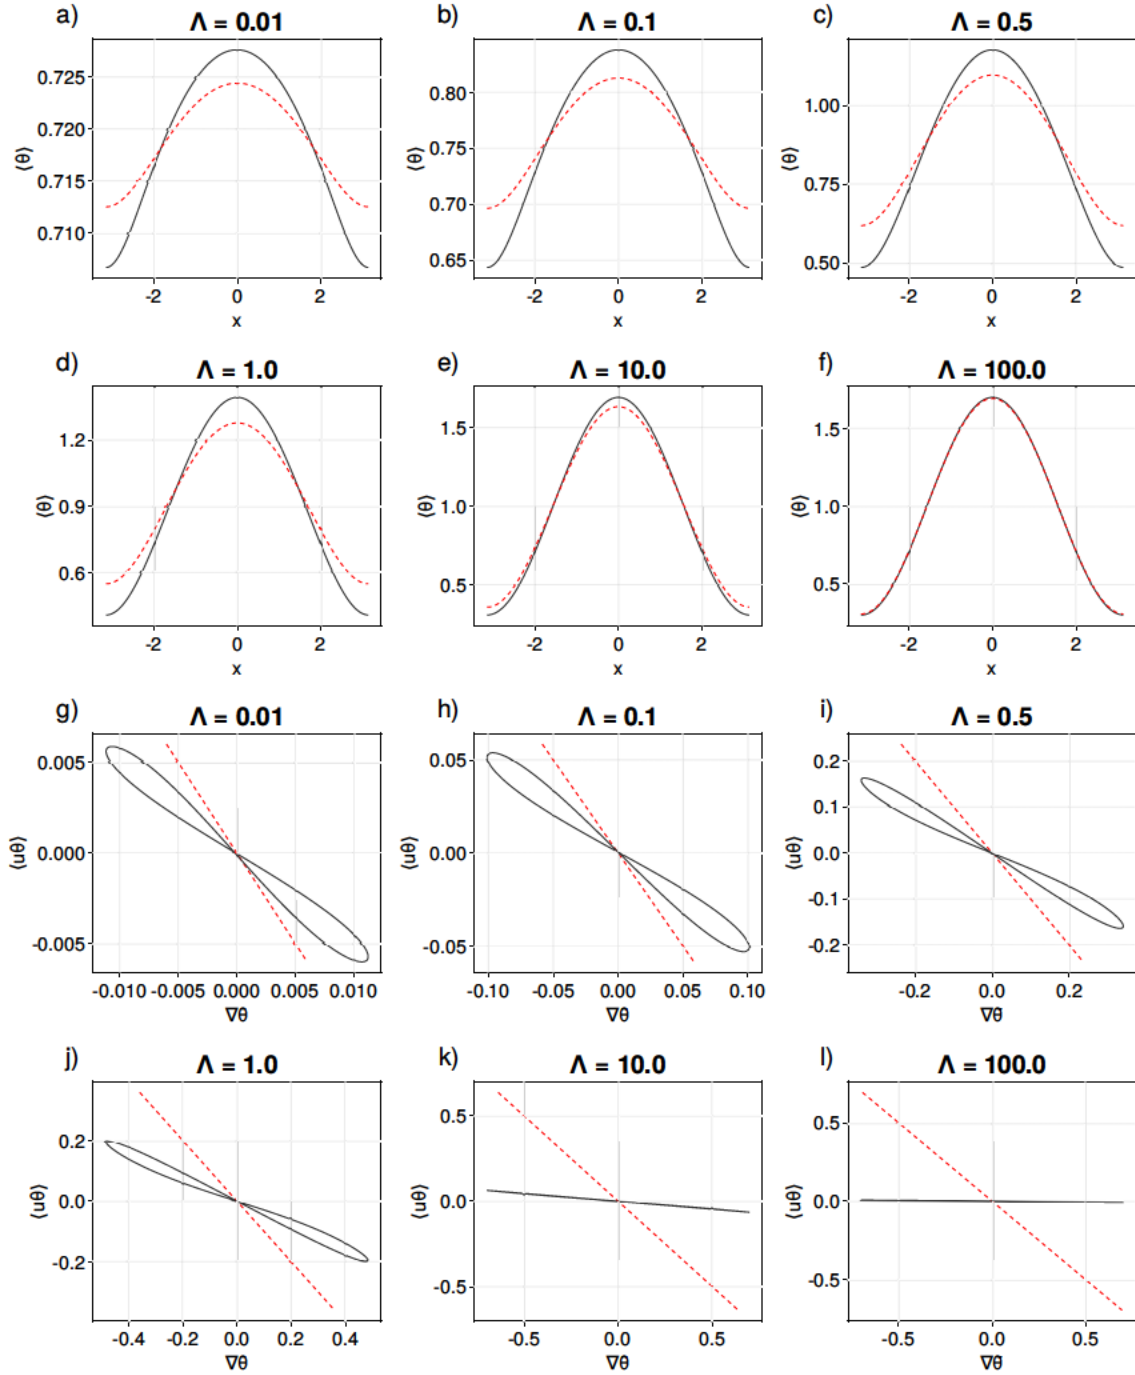 a) Λ = 0.01
b) Λ = 0.1
c) Λ = 0.5
0.725
0.720
0.715
0.710
⟨θ⟩
-2 0 2
x
0.80
0.75
0.70
0.65
⟨θ⟩
-2 0 2
x
1.00
0.75
0.50
⟨θ⟩
-2 0 2
x
d) Λ = 1.0
e) Λ = 10.0
f) Λ = 100.0
1.2
0.9
0.6
⟨θ⟩
-2 0 2
x
1.5
1.0
0.5
⟨θ⟩
-2 0 2
x
1.5
1.0
0.5
⟨θ⟩
-2 0 2
x
g) Λ = 0.01
h) Λ = 0.1
i) Λ = 0.5
0.005
0.000
-0.005
⟨uθ⟩
-0.010 -0.005 0.000 0.005 0.010
∇θ
0.05
0.00
-0.05
⟨uθ⟩
-0.10 -0.05 0.00 0.05 0.10
∇θ
0.2
0.1
0.0
-0.1
-0.2
⟨uθ⟩
-0.2 0.0 0.2
∇θ
j) Λ = 1.0
k) Λ = 10.0
l) Λ = 100.0
0.2
0.0
-0.2
⟨uθ⟩
-0.4 -0.2 0.0 0.2 0.4
∇θ
0.5
0.0
-0.5
⟨uθ⟩
-0.5 0.0 0.5
∇θ
0.5
0.0
-0.5
⟨uθ⟩
-0.5 0.0 0.5
∇θ